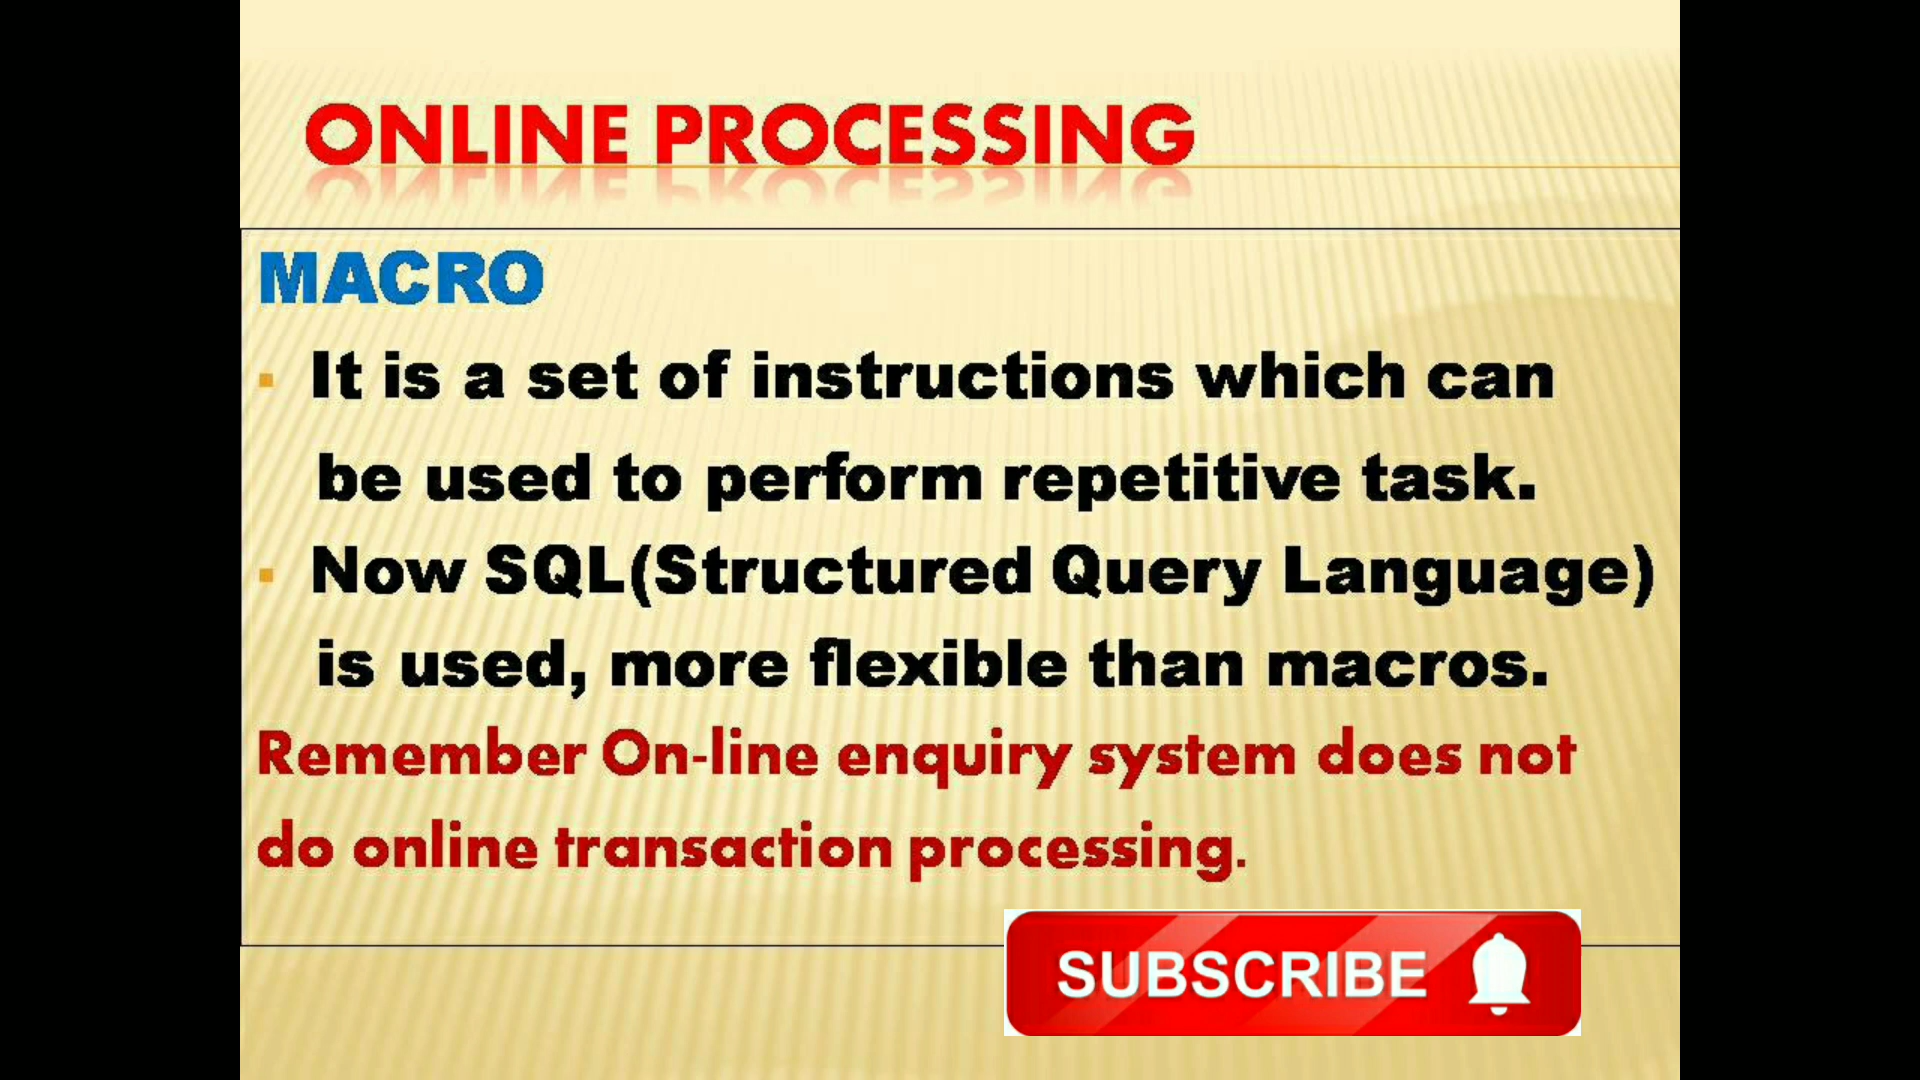 ONLINE PROCESSING
MACRO
▪ It is a set of instructions which can
be used to perform repetitive task.
▪ Now SQL(Structured Query Language)
is used, more flexible than macros.
Remember On-line enquiry system does not
do online transaction processing.
SUBSCRIBE